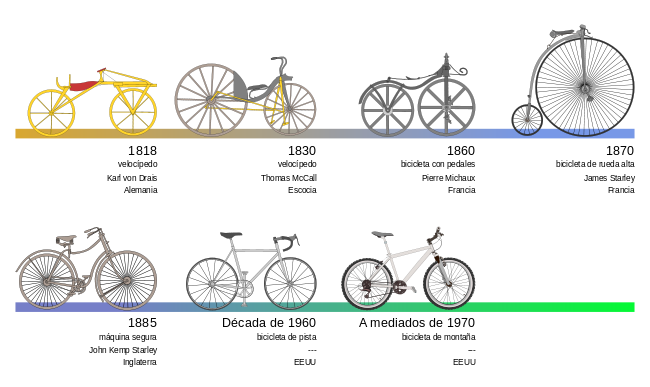 1818
velocípedo
Karl von Drais
Alemania
1830
velocípedo
Thomas McCall
Escocia
1860
bicicleta con pedales
Pierre Michaux
Francia
1870
bicicleta de rueda alta
James Starley
Francia
1885
máquina segura
John Kemp Starley
Inglaterra
Década de 1960
bicicleta de pista
---
EEUU
A mediados de 1970
bicicleta de montaña
---
EEUU